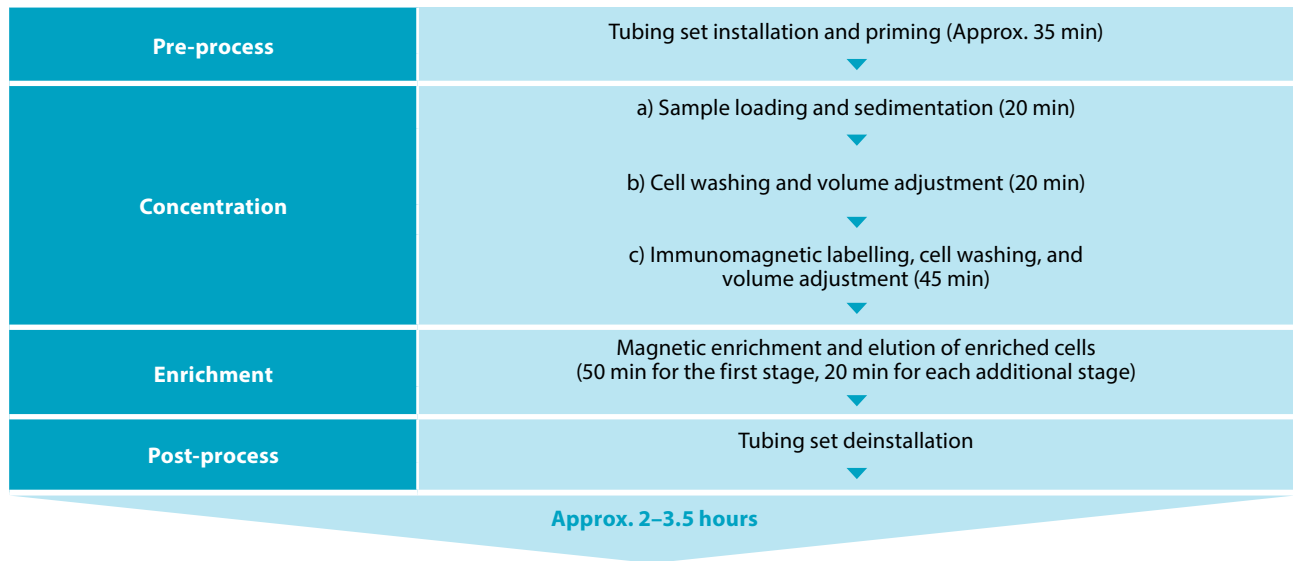 Pre-process
Tubing set installation and priming (Approx. 35 min)
Concentration
a) Sample loading and sedimentation (20 min)
b) Cell washing and volume adjustment (20 min)
c) Immunomagnetic labelling, cell washing, and
volume adjustment (45 min)
Enrichment
Magnetic enrichment and elution of enriched cells
(50 min for the first stage, 20 min for each additional stage)
Post-process
Tubing set deinstallation
Approx. 2–3.5 hours